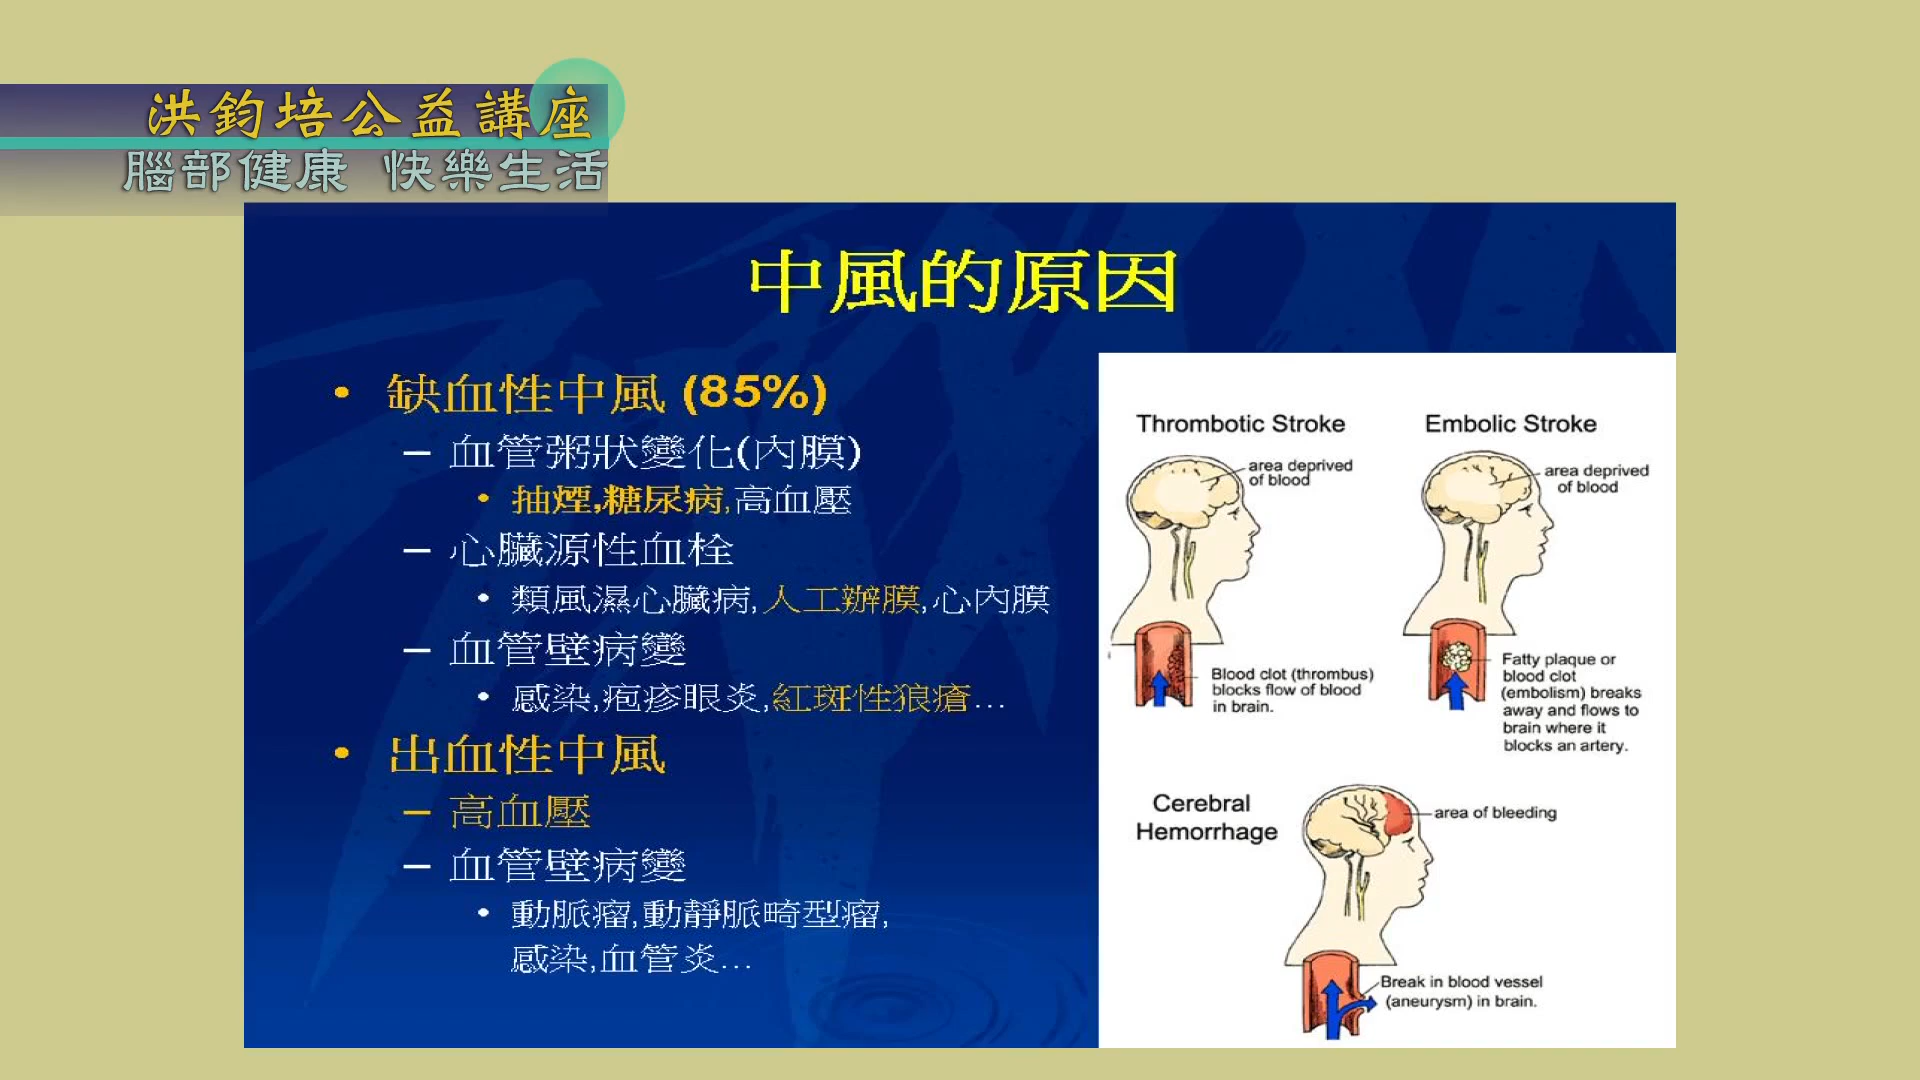 洪鈞培公益講座
腦部健康 快樂生活
中風的原因
• 缺血性中風 (85%)
– 血管粥狀變化(內膜)
• 抽煙,糖尿病,高血壓
– 心臟源性血栓
• 類風濕心臟病,人工辦膜,心內膜
– 血管壁病變
• 感染,疱疹眼炎,紅斑性狼瘡...
• 出血性中風
– 高血壓
– 血管壁病變
• 動脈瘤,動靜脈畸型瘤,
感染,血管炎...
Thrombotic Stroke
area deprived
of blood
Blood clot (thrombus)
blocks flow of blood
in brain.
Embolic Stroke
area deprived
of blood
Fatty plaque or
blood clot
(embolism) breaks
away and flows to
brain where it
blocks an artery.
Cerebral
Hemorrhage
area of bleeding
Break in blood vessel
(aneurysm) in brain.